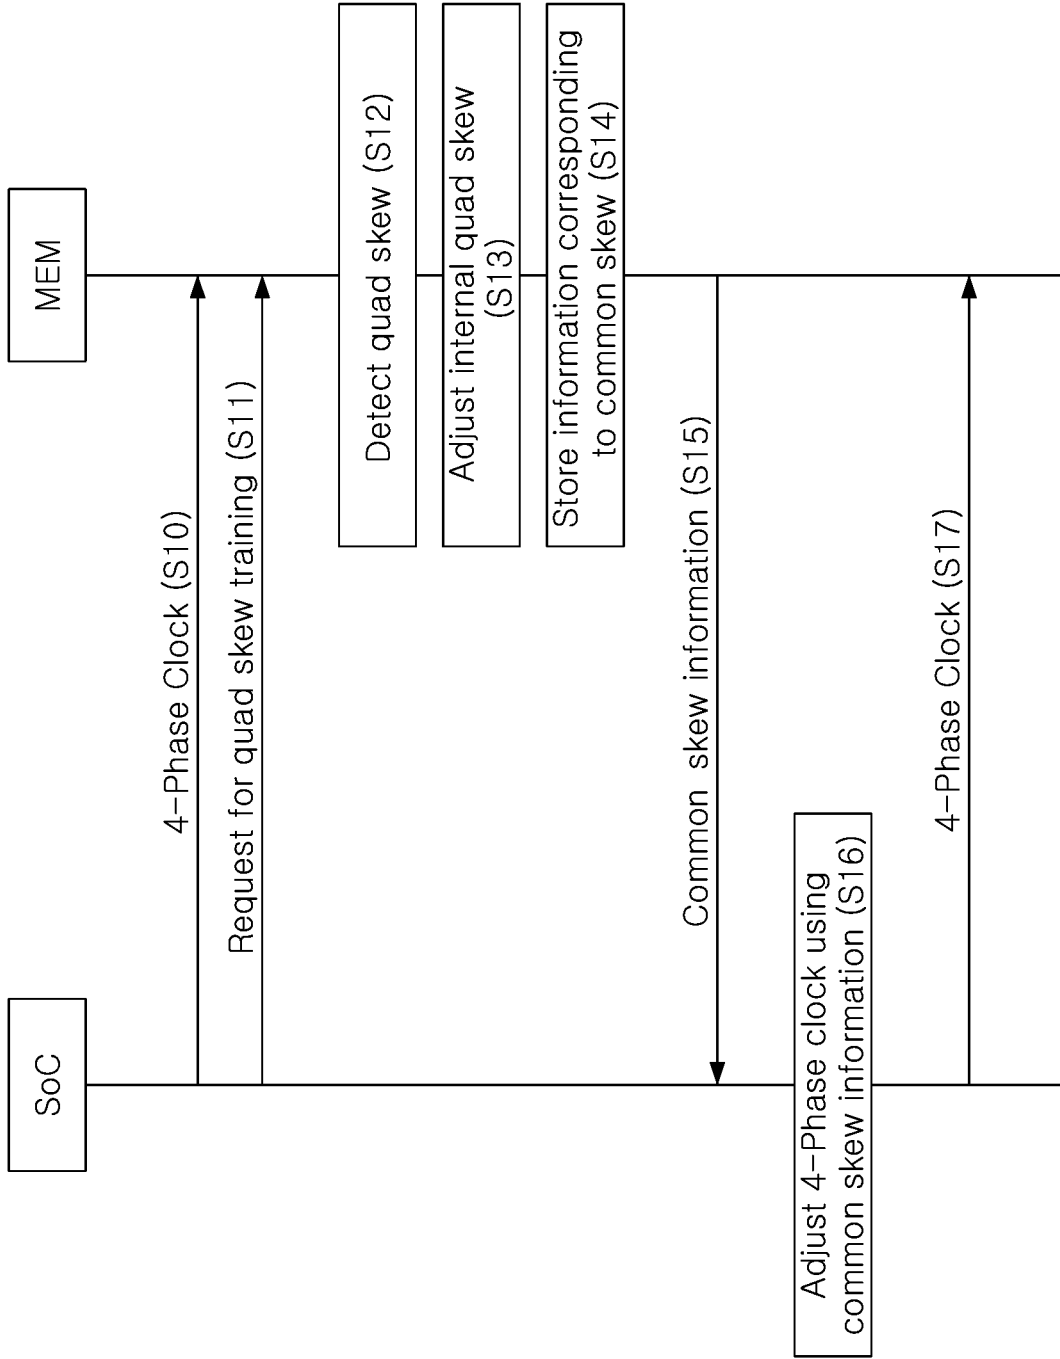 SoC
MEM
4-Phase Clock (S10)
Request for quad skew training (S11)
Detect quad skew (S12)
Adjust internal quad skew
(S13)
Store information corresponding
to common skew (S14)
Common skew information (S15)
Adjust 4-Phase clock using
common skew information (S16)
4-Phase Clock (S17)